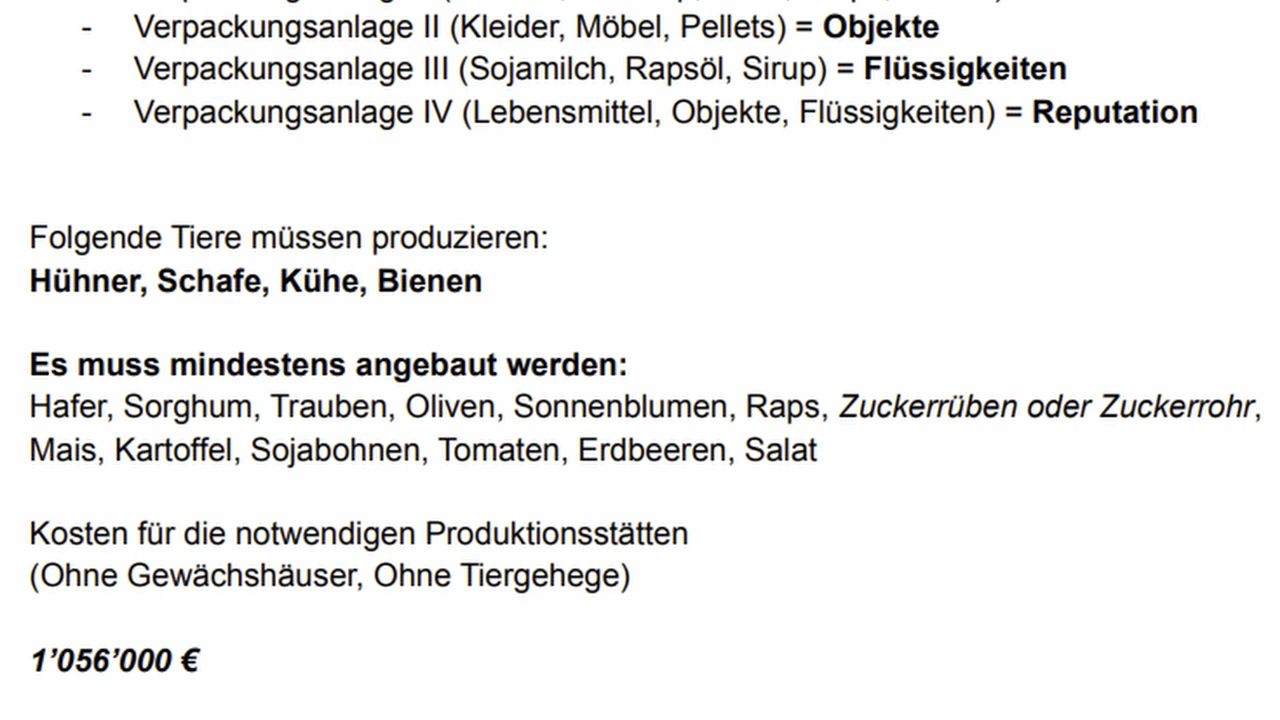 - Verpackungsanlage II (Kleider, Möbel, Pellets) = Objekte
- Verpackungsanlage III (Sojamilch, Rapsöl, Sirup) = Flüssigkeiten
- Verpackungsanlage IV (Lebensmittel, Objekte, Flüssigkeiten) = Reputation
Folgende Tiere müssen produzieren:
Hühner, Schafe, Kühe, Bienen
Es muss mindestens angebaut werden:
Hafer, Sorghum, Trauben, Oliven, Sonnenblumen, Raps, Zuckerrüben oder Zuckerrohr,
Mais, Kartoffel, Sojabohnen, Tomaten, Erdbeeren, Salat
Kosten für die notwendigen Produktionsstätten
(Ohne Gewächshäuser, Ohne Tiergehege)
1’056’000 €